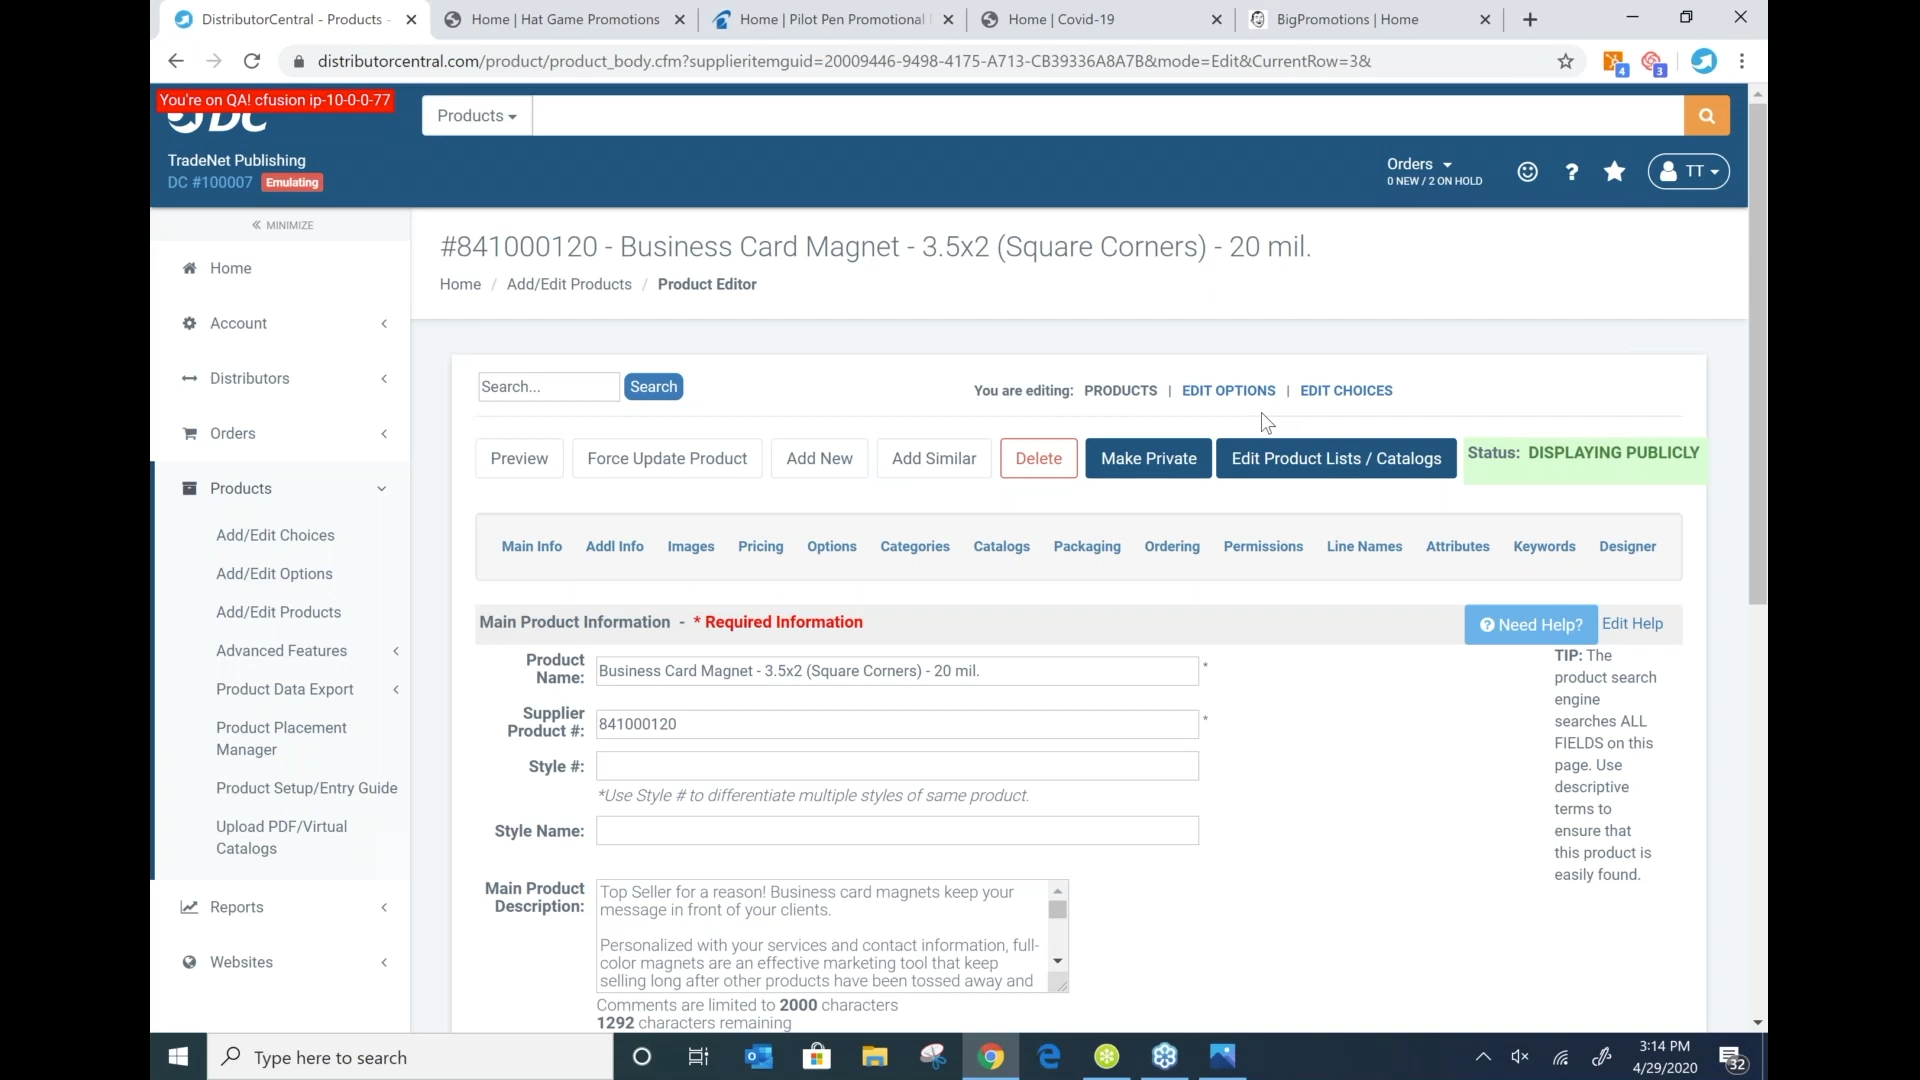 DistributorCentral - Products -
Home | Hat Game Promotions
Home | Pilot Pen Promotional
Home | Covid-19
BigPromotions | Home
distributorcentral.com/product/product_body.cfm?supplieritemguid=20009446-9498-4175-A713-CB39336A8A7B&mode=Edit&CurrentRow=3&
4
3
You're on QA! cfusion ip-10-0-0-77
DC
Products
TradeNet Publishing
DC #100007 Emulating
Orders
0 NEW / 2 ON HOLD
TT
MINIMIZE
Home
Account
Distributors
Orders
Products
Add/Edit Choices
Add/Edit Options
Add/Edit Products
Advanced Features
Product Data Export
Product Placement
Manager
Product Setup/Entry Guide
Upload PDF/Virtual
Catalogs
Reports
Websites
#841000120 - Business Card Magnet - 3.5x2 (Square Corners) - 20 mil.
Home / Add/Edit Products / Product Editor
Search... Search
You are editing: PRODUCTS | EDIT OPTIONS | EDIT CHOICES
Preview Force Update Product Add New Add Similar Delete Make Private Edit Product Lists / Catalogs Status: DISPLAYING PUBLICLY
Main Info Addl Info Images Pricing Options Categories Catalogs Packaging Ordering Permissions Line Names Attributes Keywords Designer
Main Product Information - * Required Information
Need Help? Edit Help
Product
Name: Business Card Magnet - 3.5x2 (Square Corners) - 20 mil. *
Supplier
Product #: 841000120 *
Style #:
*Use Style # to differentiate multiple styles of same product.
Style Name:
Main Product
Description:
Top Seller for a reason! Business card magnets keep your
message in front of your clients.
Personalized with your services and contact information, full-
color magnets are an effective marketing tool that keep
selling long after other products have been tossed away and
Comments are limited to 2000 characters
1292 characters remaining
TIP: The
product search
engine
searches ALL
FIELDS on this
page. Use
descriptive
terms to
ensure that
this product is
easily found.
Type here to search
3:14 PM
4/29/2020
32